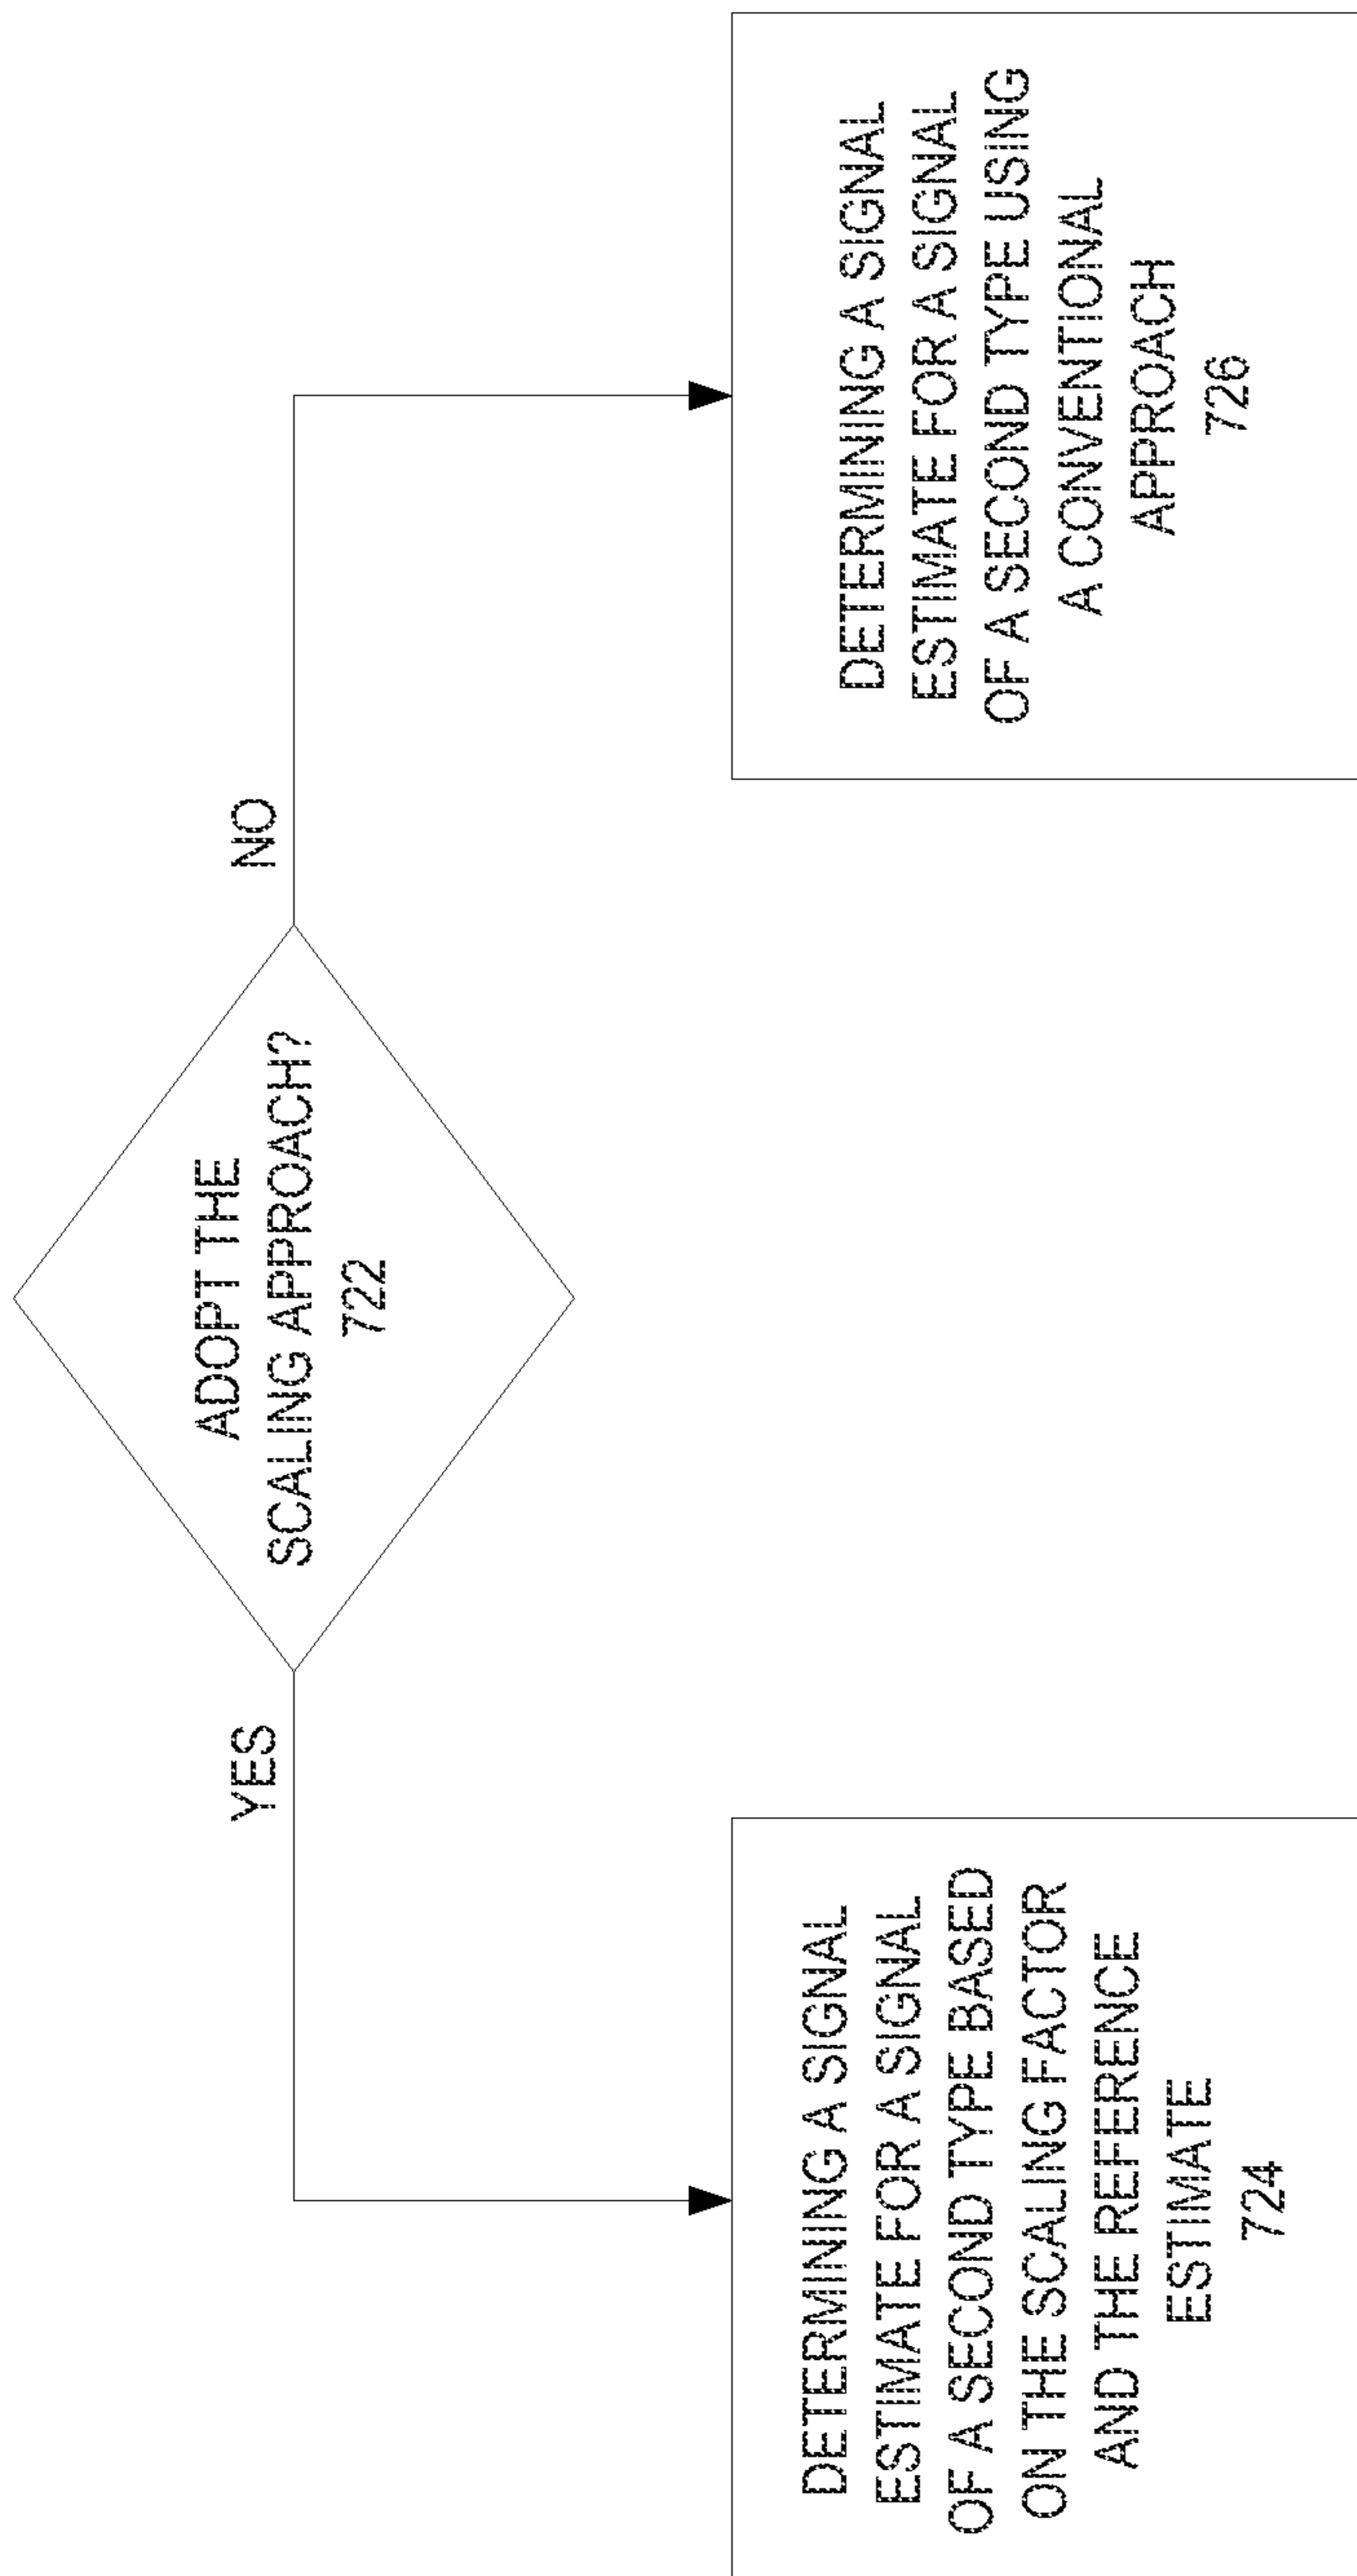 ADOPT THE
SCALING APPROACH?
722
YES
NO
DETERMINING A SIGNAL
ESTIMATE FOR A SIGNAL
OF A SECOND TYPE BASED
ON THE SCALING FACTOR
AND THE REFERENCE
ESTIMATE
724
DETERMINING A SIGNAL
ESTIMATE FOR A SIGNAL
OF A SECOND TYPE USING
A CONVENTIONAL
APPROACH
726